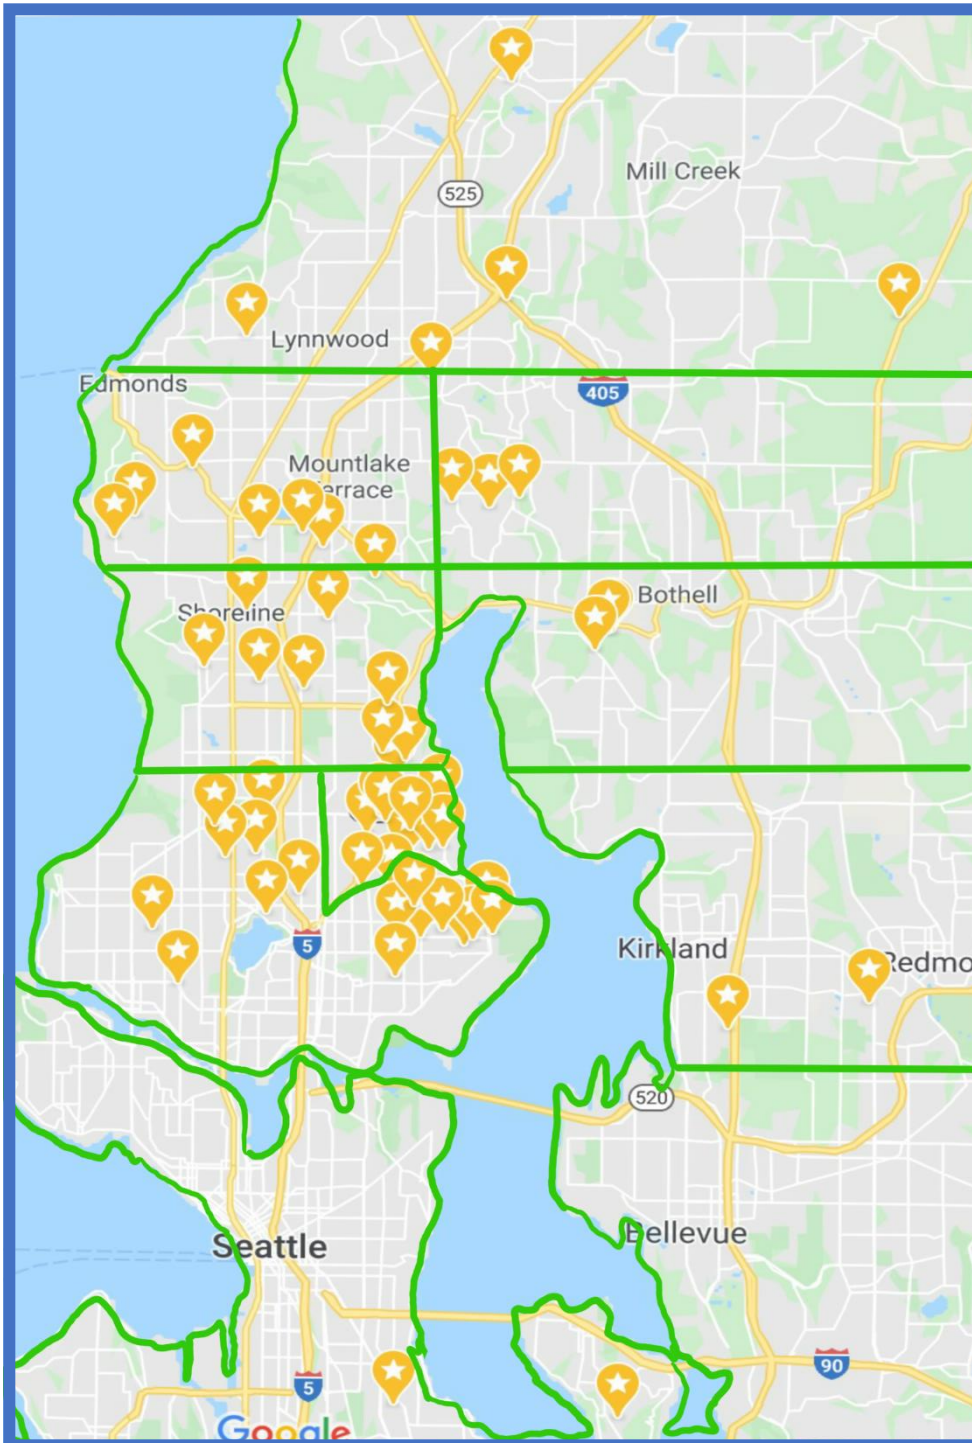 Mill Creek
525
Lynnwood
Edmonds
405
Mountlake
Terrace
Shoreline
Bothell
5
Kirkland
Redmo
520
Bellevue
Seattle
90
5
Google